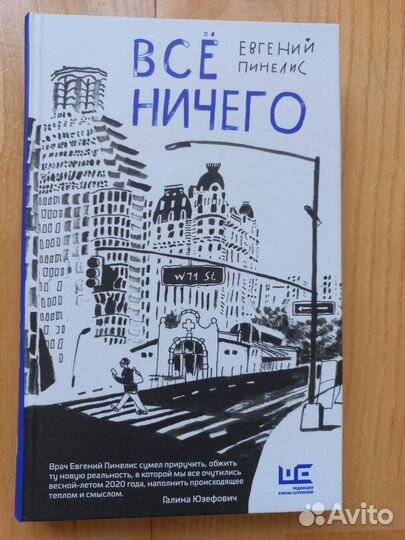 ВСЁ
НИЧЕГО
ЕВГЕНИЙ
ПИНЕЛИС
W 71 St
Врач Евгений Пинелис сумел приручить, обжить
ту новую реальность, в которой мы все очутились
весной-летом 2020 года, наполнить происходящее
теплом и смыслом.
Галина Юзефович
РЕДАКЦИЯ
ЕЛЕНЫ ШУБИНОЙ
Avito